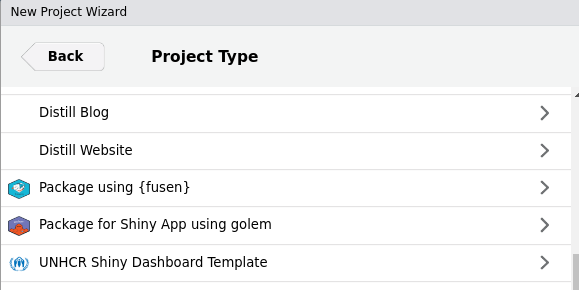 New Project Wizard
Back
Project Type
Distill Blog
Distill Website
Package using {fusen}
Package for Shiny App using golem
UNHCR Shiny Dashboard Template